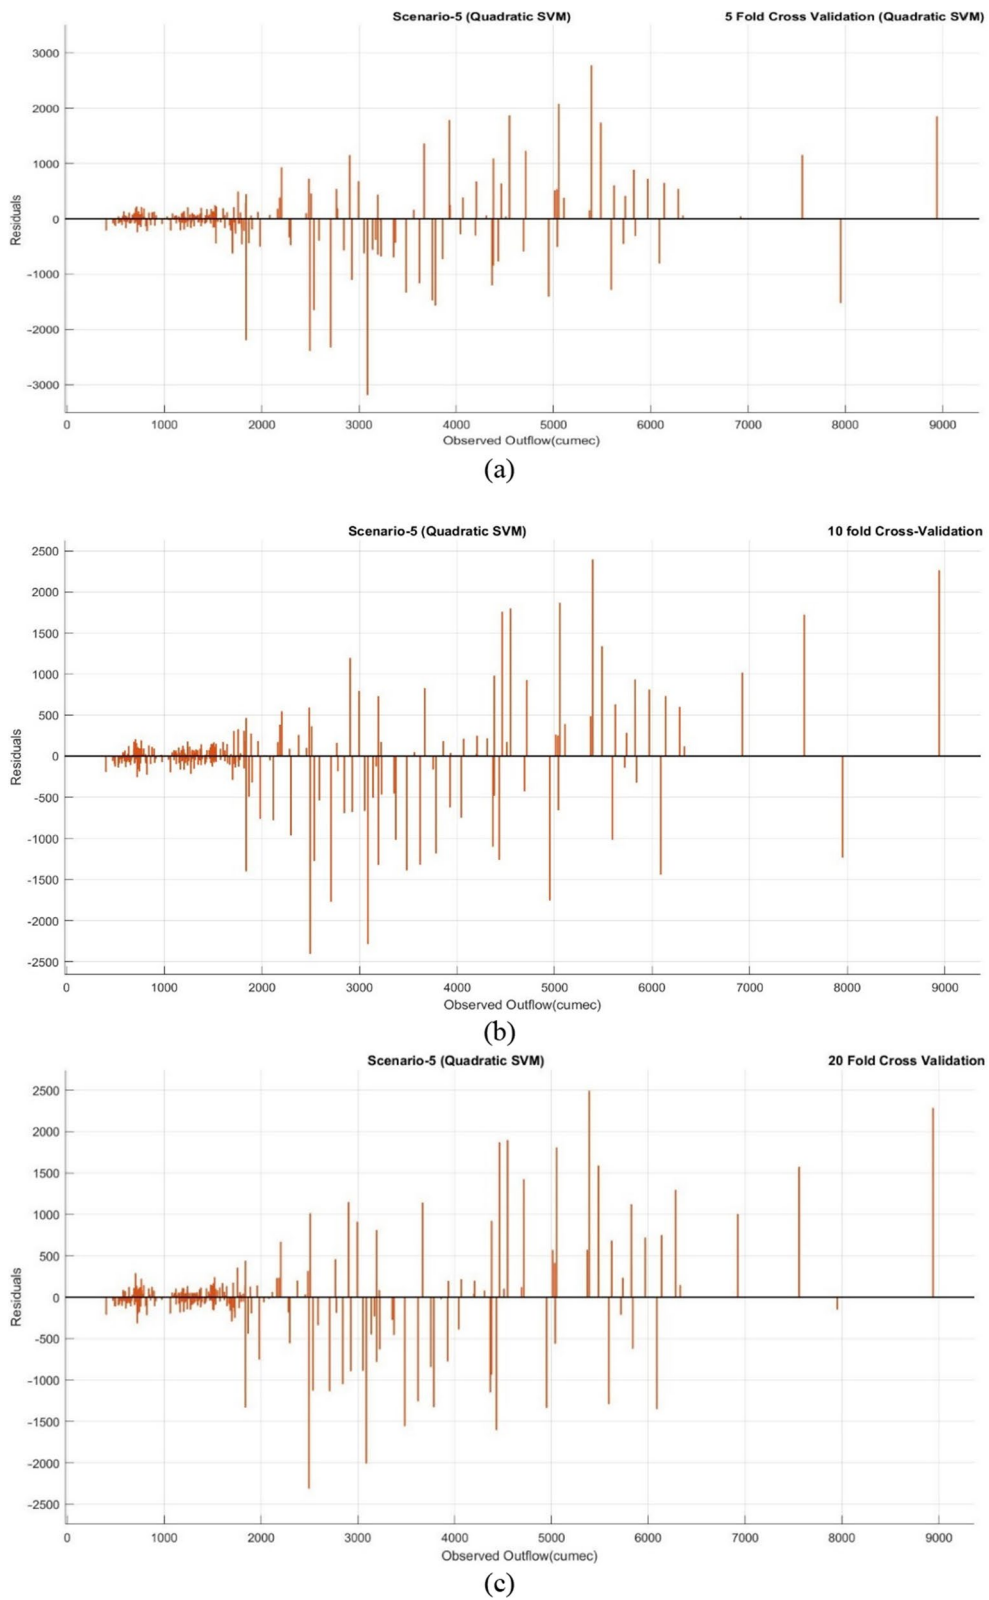 Scenario-5 (Quadratic SVM) 5 Fold Cross Validation (Quadratic SVM)
3000
2000
1000
0
-1000
-2000
-3000
Residuals
0 1000 2000 3000 4000 5000 6000 7000 8000 9000
Observed Outflow(cumec)
(a)
Scenario-5 (Quadratic SVM) 10 fold Cross-Validation
2500
2000
1500
1000
500
0
-500
-1000
-1500
-2000
-2500
Residuals
0 1000 2000 3000 4000 5000 6000 7000 8000 9000
Observed Outflow(cumec)
(b)
Scenario-5 (Quadratic SVM) 20 Fold Cross Validation
2500
2000
1500
1000
500
0
-500
-1000
-1500
-2000
-2500
Residuals
0 1000 2000 3000 4000 5000 6000 7000 8000 9000
Observed Outflow(cumec)
(c)